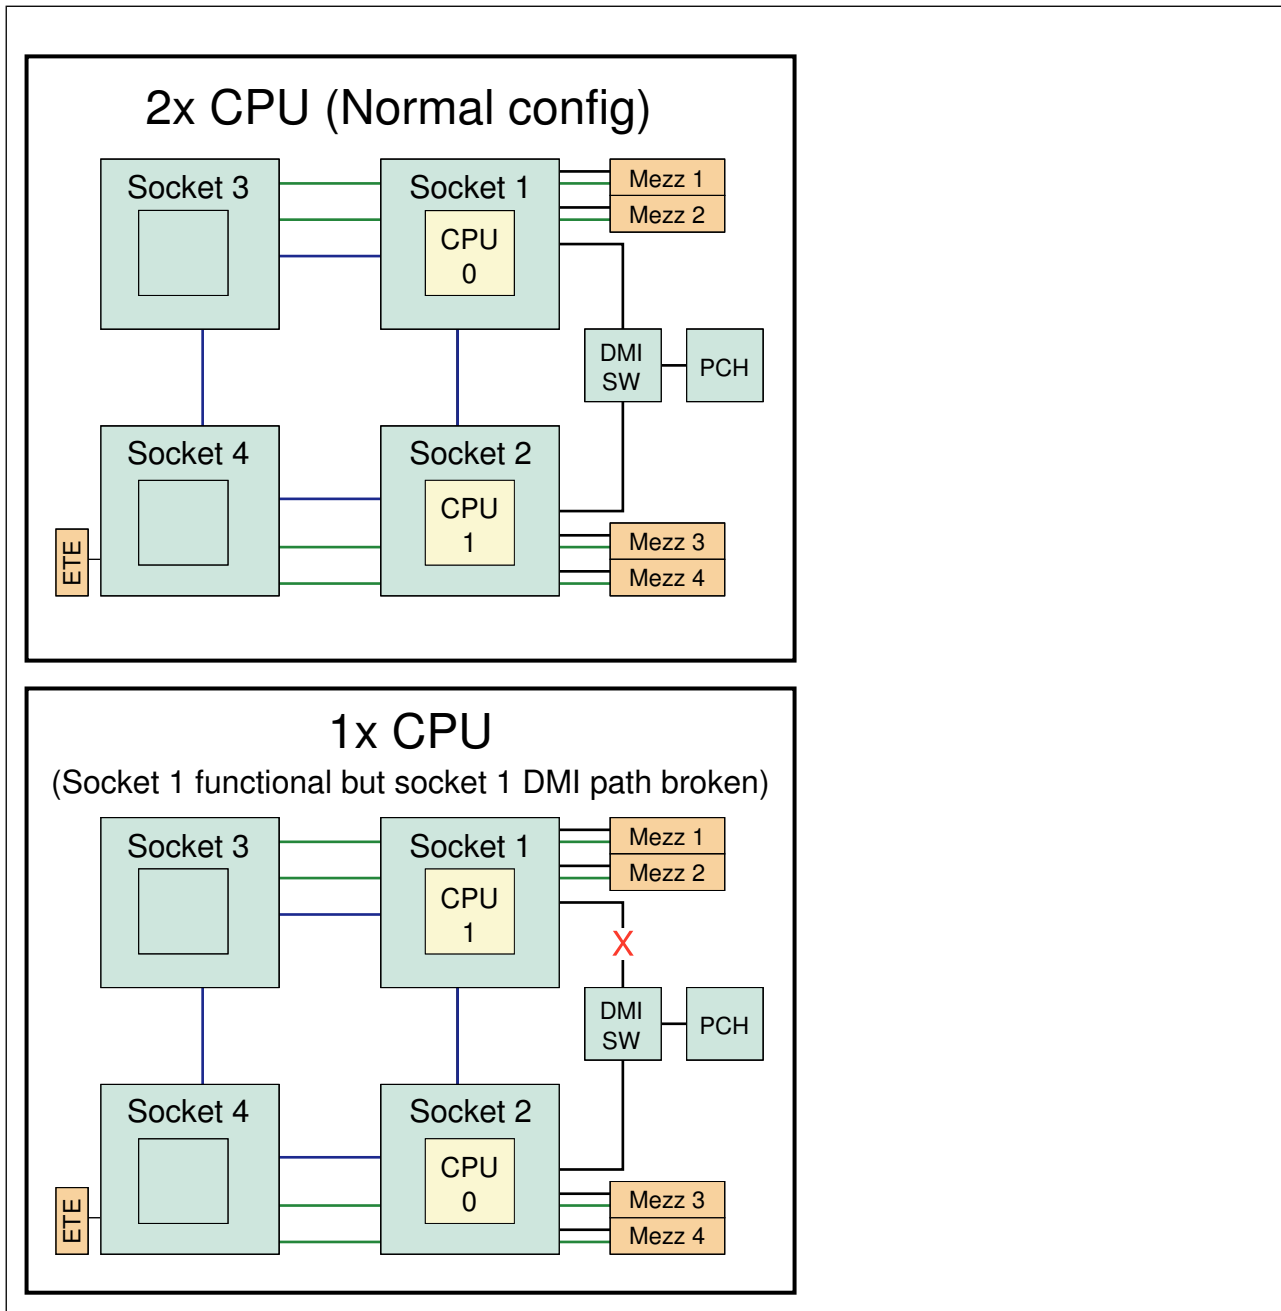 2x CPU (Normal config)
Socket 3
Socket 1
CPU
0
Mezz 1
Mezz 2
DMI
SW
PCH
Socket 4
Socket 2
CPU
1
ETE
Mezz 3
Mezz 4
1x CPU
(Socket 1 functional but socket 1 DMI path broken)
Socket 3
Socket 1
CPU
1
Mezz 1
Mezz 2
X
DMI
SW
PCH
Socket 4
Socket 2
CPU
0
ETE
Mezz 3
Mezz 4